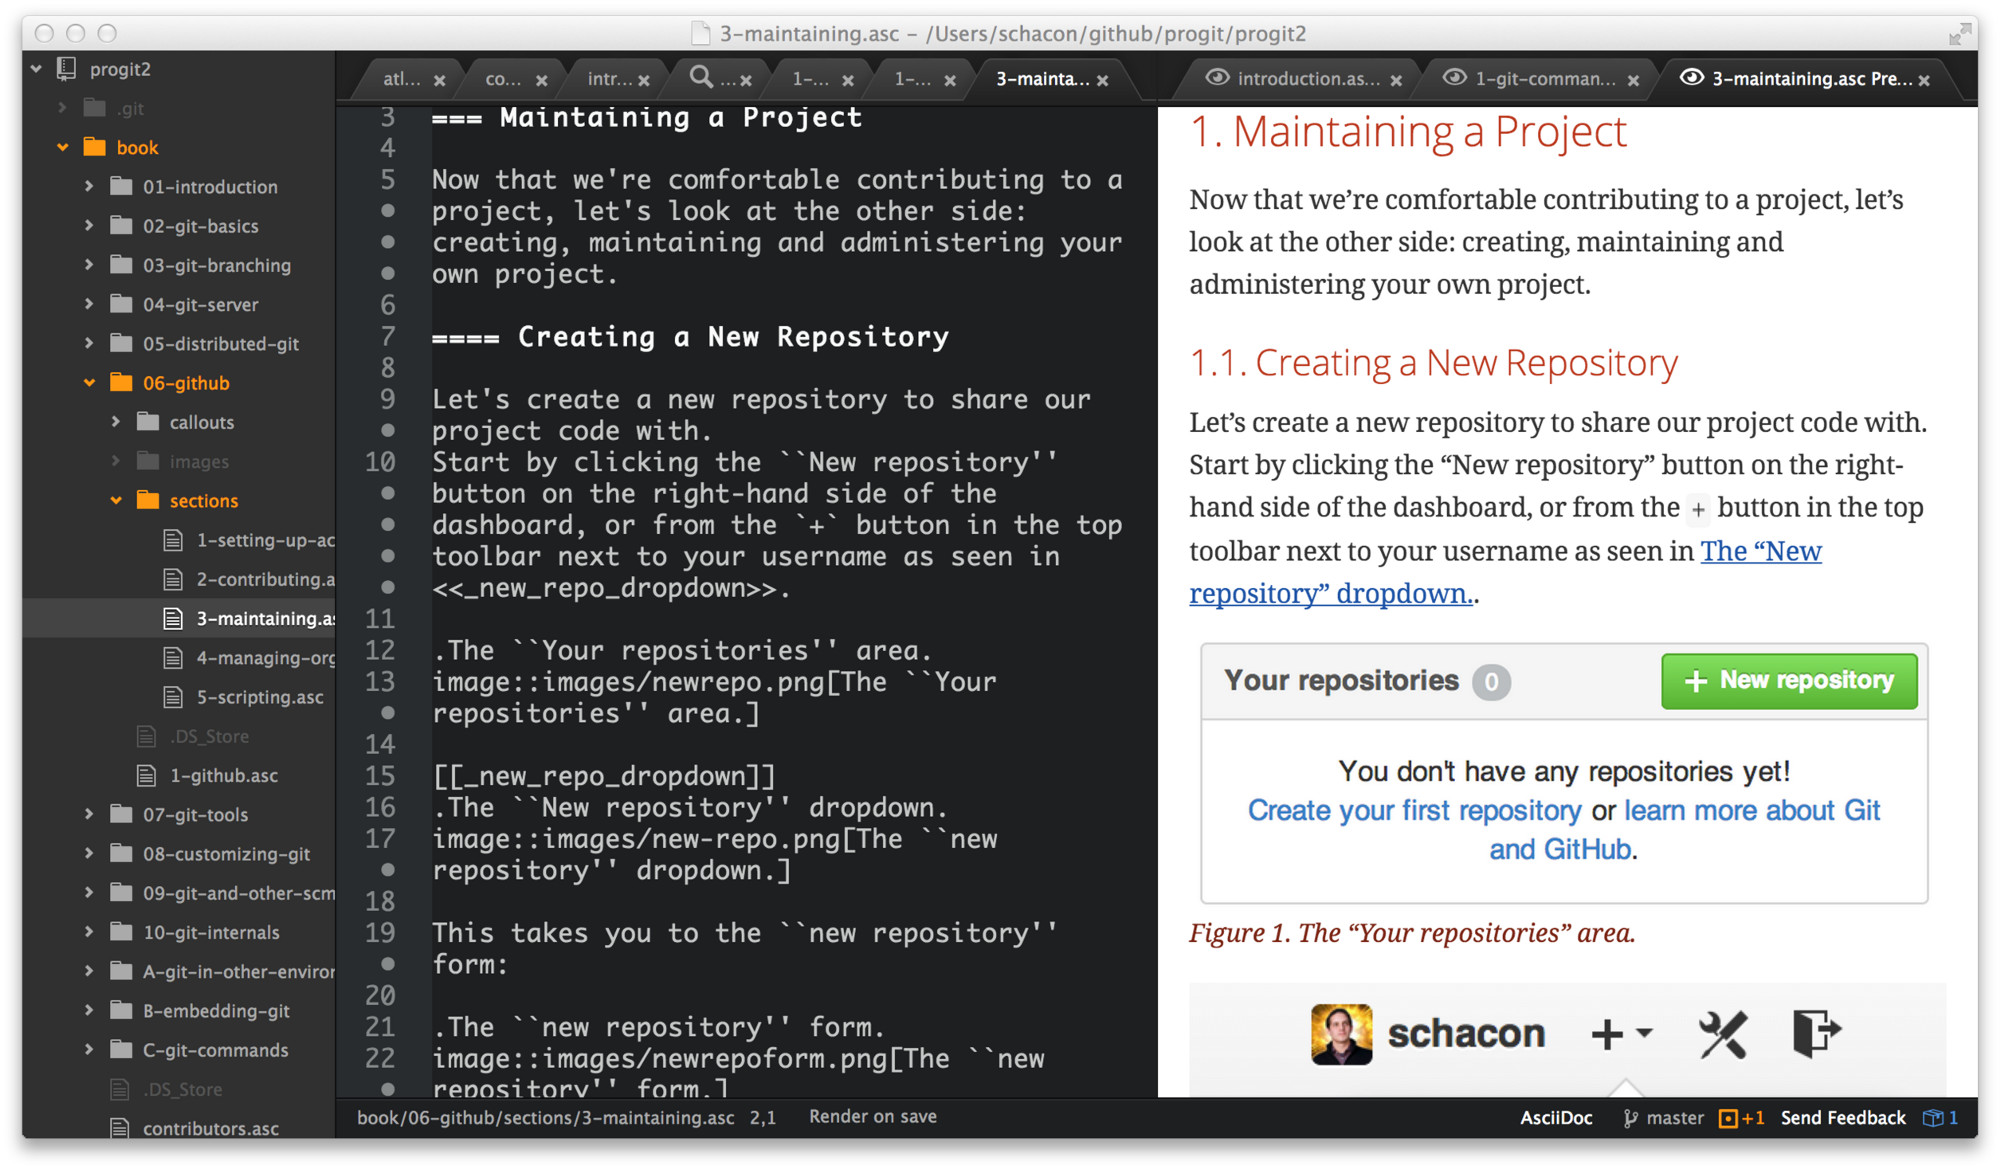 3-maintaining.asc – /Users/schacon/github/progit/progit2
progit2
.git
book
01-introduction
02-git-basics
03-git-branching
04-git-server
05-distributed-git
06-github
callouts
images
sections
1-setting-up-ac
2-contributing.a
3-maintaining.as
4-managing-org
5-scripting.asc
.DS_Store
1-github.asc
07-git-tools
08-customizing-git
09-git-and-other-scm
10-git-internals
A-git-in-other-environ
B-embedding-git
C-git-commands
.DS_Store
contributors.asc
atl... × co... × intr... × ... × 1-... × 1-... × 3-mainta... ×
3 === Maintaining a Project
4
5 Now that we're comfortable contributing to a
• project, let's look at the other side:
• creating, maintaining and administering your
• own project.
6
7 ==== Creating a New Repository
8
9 Let's create a new repository to share our
• project code with.
10 Start by clicking the ``New repository''
• button on the right-hand side of the
• dashboard, or from the `+` button in the top
• toolbar next to your username as seen in
• <<_new_repo_dropdown>>.
11
12 .The ``Your repositories'' area.
13 image::images/newrepo.png[The ``Your
• repositories'' area.]
14
15 [[_new_repo_dropdown]]
16 .The ``New repository'' dropdown.
17 image::images/new-repo.png[The ``new
• repository'' dropdown.]
18
19 This takes you to the ``new repository''
• form:
20
21 .The ``new repository'' form.
22 image::images/newrepoform.png[The ``new
• repository'' form.]
introduction.as... × 1-git-comman... × 3-maintaining.asc Pre... ×
1. Maintaining a Project
Now that we’re comfortable contributing to a project, let’s
look at the other side: creating, maintaining and
administering your own project.
1.1. Creating a New Repository
Let’s create a new repository to share our project code with.
Start by clicking the “New repository” button on the right-
hand side of the dashboard, or from the + button in the top
toolbar next to your username as seen in The “New
repository” dropdown..
Your repositories 0 + New repository
You don't have any repositories yet!
Create your first repository or learn more about Git
and GitHub.
Figure 1. The “Your repositories” area.
schacon
book/06-github/sections/3-maintaining.asc 2,1 Render on save AsciiDoc master +1 Send Feedback 1